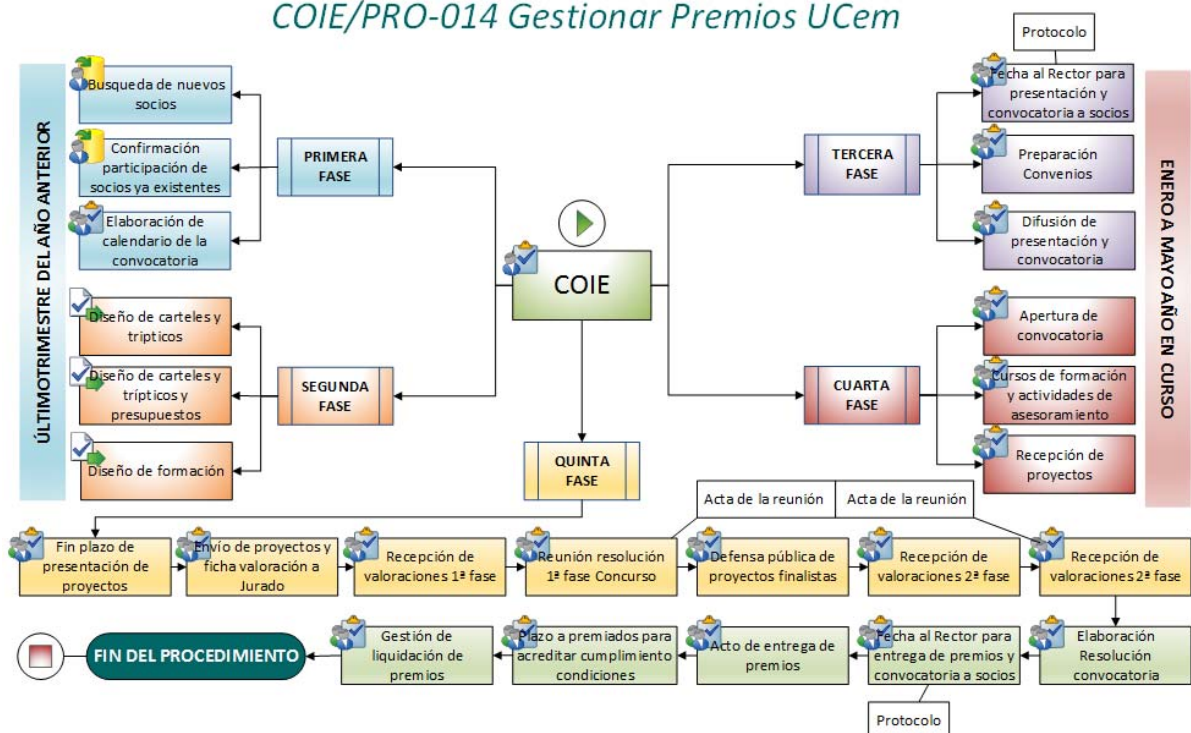 COIE/PRO-014 Gestionar Premios UCem
ÚLTIMOTRIMESTRE DEL AÑO ANTERIOR
Busqueda de nuevos
socios
Confirmación
participación de
socios ya existentes
Elaboración de
calendario de la
convocatoria
PRIMERA
FASE
Diseño de carteles y
tripticos
Diseño de carteles y
trípticos y
presupuestos
Diseño de formación
SEGUNDA
FASE
COIE
QUINTA
FASE
TERCERA
FASE
Protocolo
Fecha al Rector para
presentación y
convocatoria a socios
Preparación
Convenios
Difusión de
presentación y
convocatoria
CUARTA
FASE
Apertura de
convocatoria
Cursos de formación
y actividades de
asesoramiento
Recepción de
proyectos
ENERO A MAYO AÑO EN CURSO
Acta de la reunión
Acta de la reunión
Fin plazo de
presentación de
proyectos
Envío de proyectos y
ficha valoración a
Jurado
Recepción de
valoraciones 1ª fase
Reunión resolución
1ª fase Concurso
Defensa pública de
proyectos finalistas
Recepción de
valoraciones 2ª fase
Recepción de
valoraciones 2ª fase
FIN DEL PROCEDIMIENTO
Gestión de
liquidación de
premios
Plazo a premiados para
acreditar cumplimiento
condiciones
Acto de entrega de
premios
Fecha al Rector para
entrega de premios y
convocatoria a socios
Elaboración
Resolución
convocatoria
Protocolo